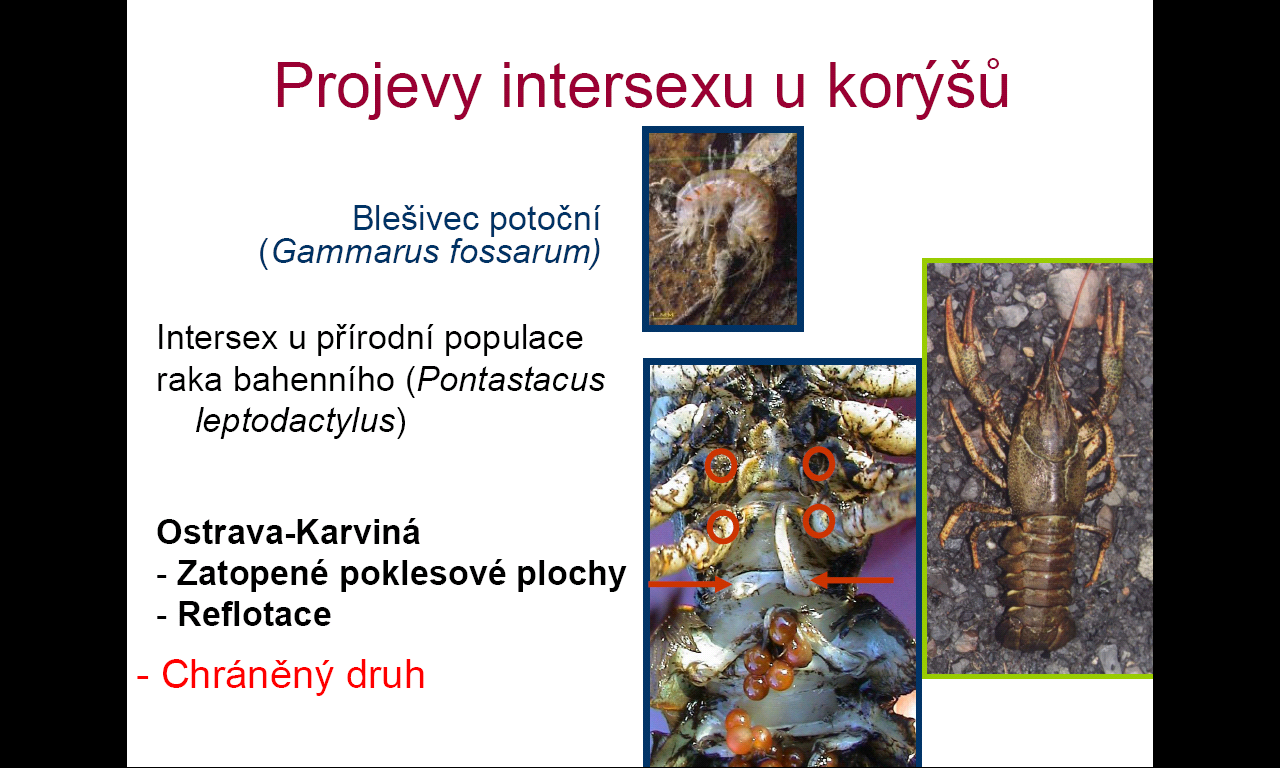 Projevy intersexu u korýšů
Blešivec potoční
(Gammarus fossarum)
Intersex u přírodní populace
raka bahenního (Pontastacus
leptodactylus)
Ostrava-Karviná
- Zatopené poklesové plochy
- Reflotace
- Chráněný druh